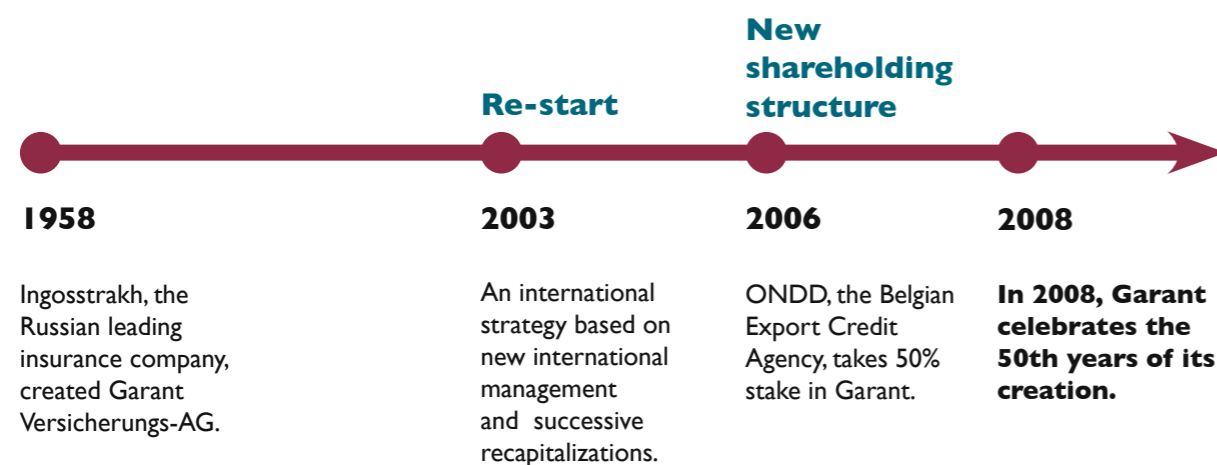 Re-start
New
shareholding
structure
1958
Ingosstrakh, the
Russian leading
insurance company,
created Garant
Versicherungs-AG.
2003
An international
strategy based on
new international
management
and successive
recapitalizations.
2006
ONDD, the Belgian
Export Credit
Agency, takes 50%
stake in Garant.
2008
In 2008, Garant
celebrates the
50th years of its
creation.